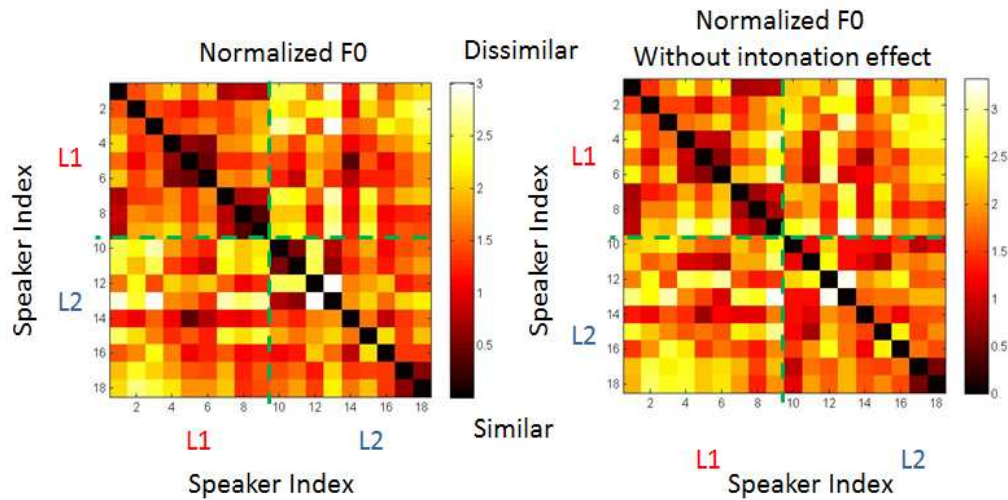 Normalized F0
Dissimilar
Normalized F0
Without intonation effect
L1
L2
Speaker Index
2
4
6
8
10
12
14
16
18
2 4 6 8 10 12 14 16 18
L1 L2
Speaker Index
3
2.5
2
1.5
1
0.5
Similar
L1
L2
Speaker Index
2
4
6
8
10
12
14
16
18
2 4 6 8 10 12 14 16 18
L1 L2
Speaker Index
3
2.5
2
1.5
1
0.5
0